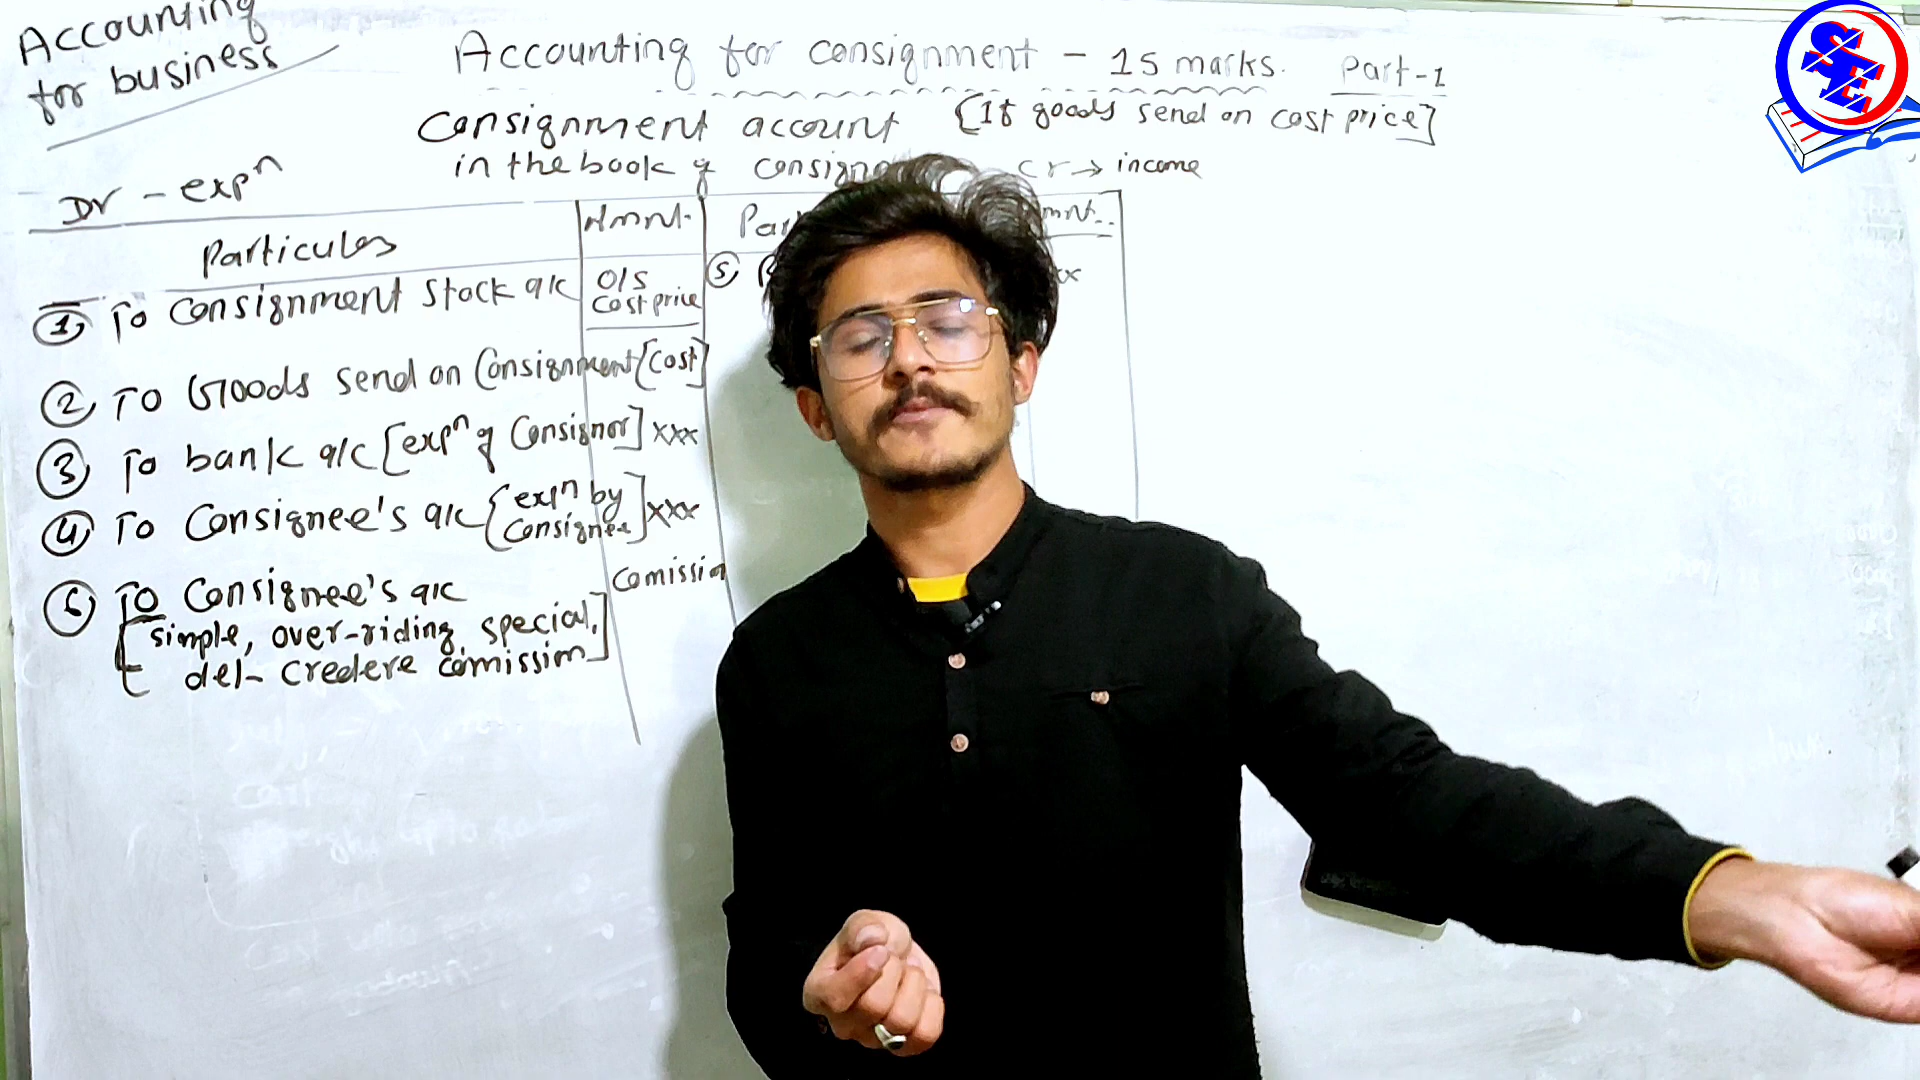 Accounting
for business
Accounting for consignment - 15 marks. Part-1
Consignment account [If goods send on cost price]
in the book of
Cr → income
Dr - expⁿ
Particules
Amnt.
① To Consignment Stock a/c
O/S
Cost price
② To Goods send on Consignment [Cost]
③ To bank a/c [expⁿ of Consignor] xxx
④ To Consignee's a/c [expⁿ by Consignee] xxx
⑤
⑥ To Consignee's a/c
Comission
[simple, over-riding, special,
del-credere comission]
SE